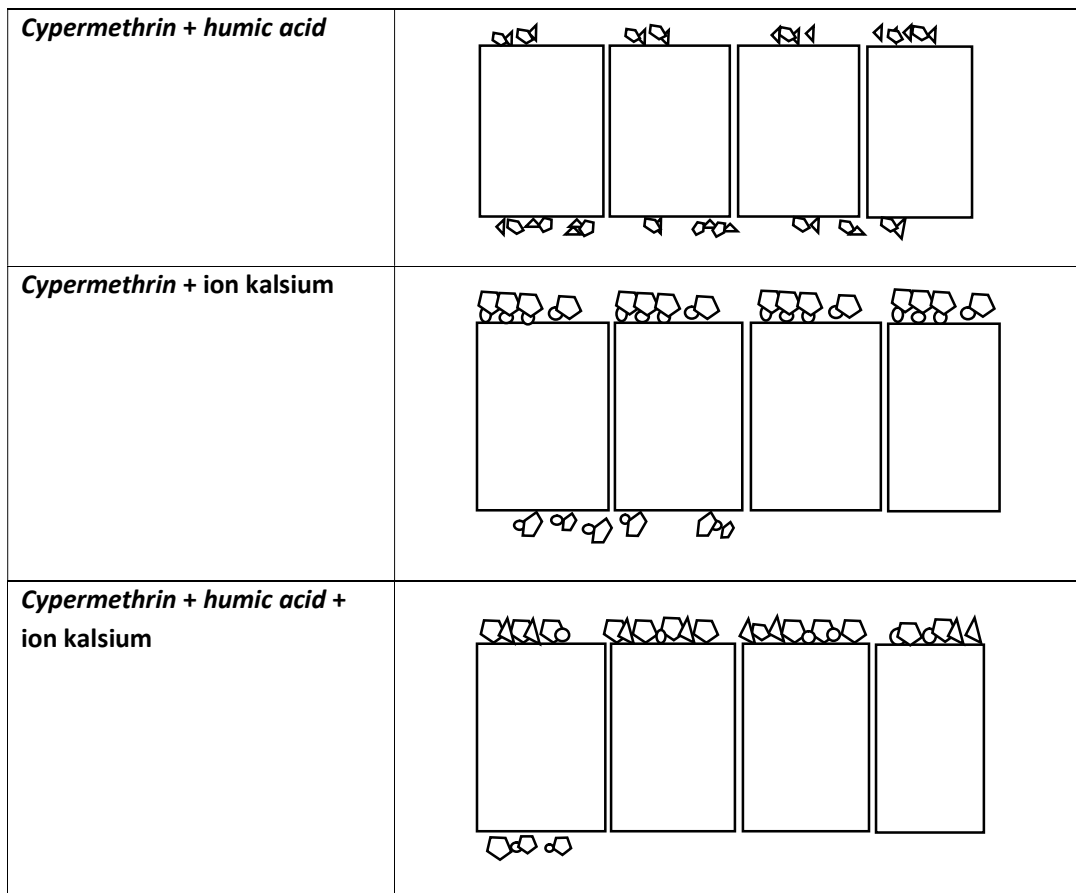 Cypermethrin + humic acid
Cypermethrin + ion kalsium
Cypermethrin + humic acid +
ion kalsium